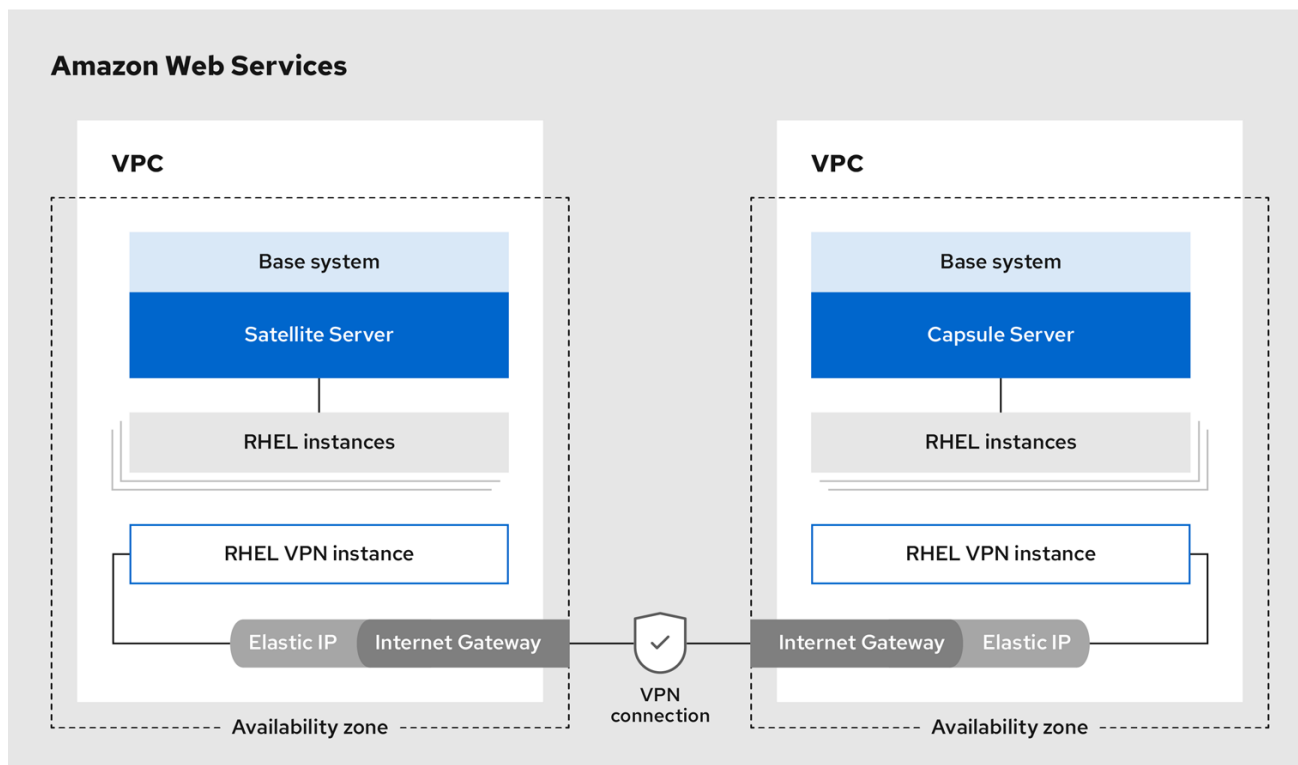 Amazon Web Services
VPC
Base system
Satellite Server
RHEL instances
RHEL VPN instance
Elastic IP
Internet Gateway
Availability zone
VPN
connection
VPC
Base system
Capsule Server
RHEL instances
RHEL VPN instance
Internet Gateway
Elastic IP
Availability zone